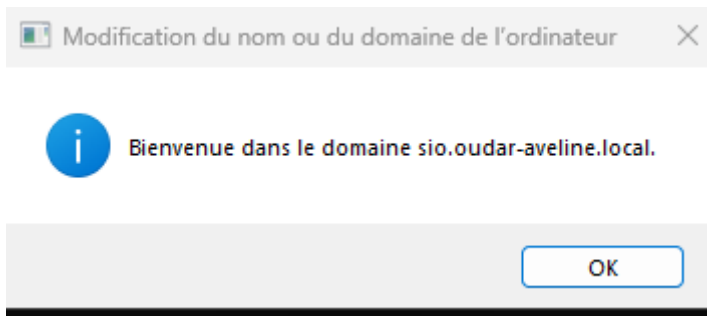 Modification du nom ou du domaine de l’ordinateur
Bienvenue dans le domaine sio.oudar-aveline.local.
OK